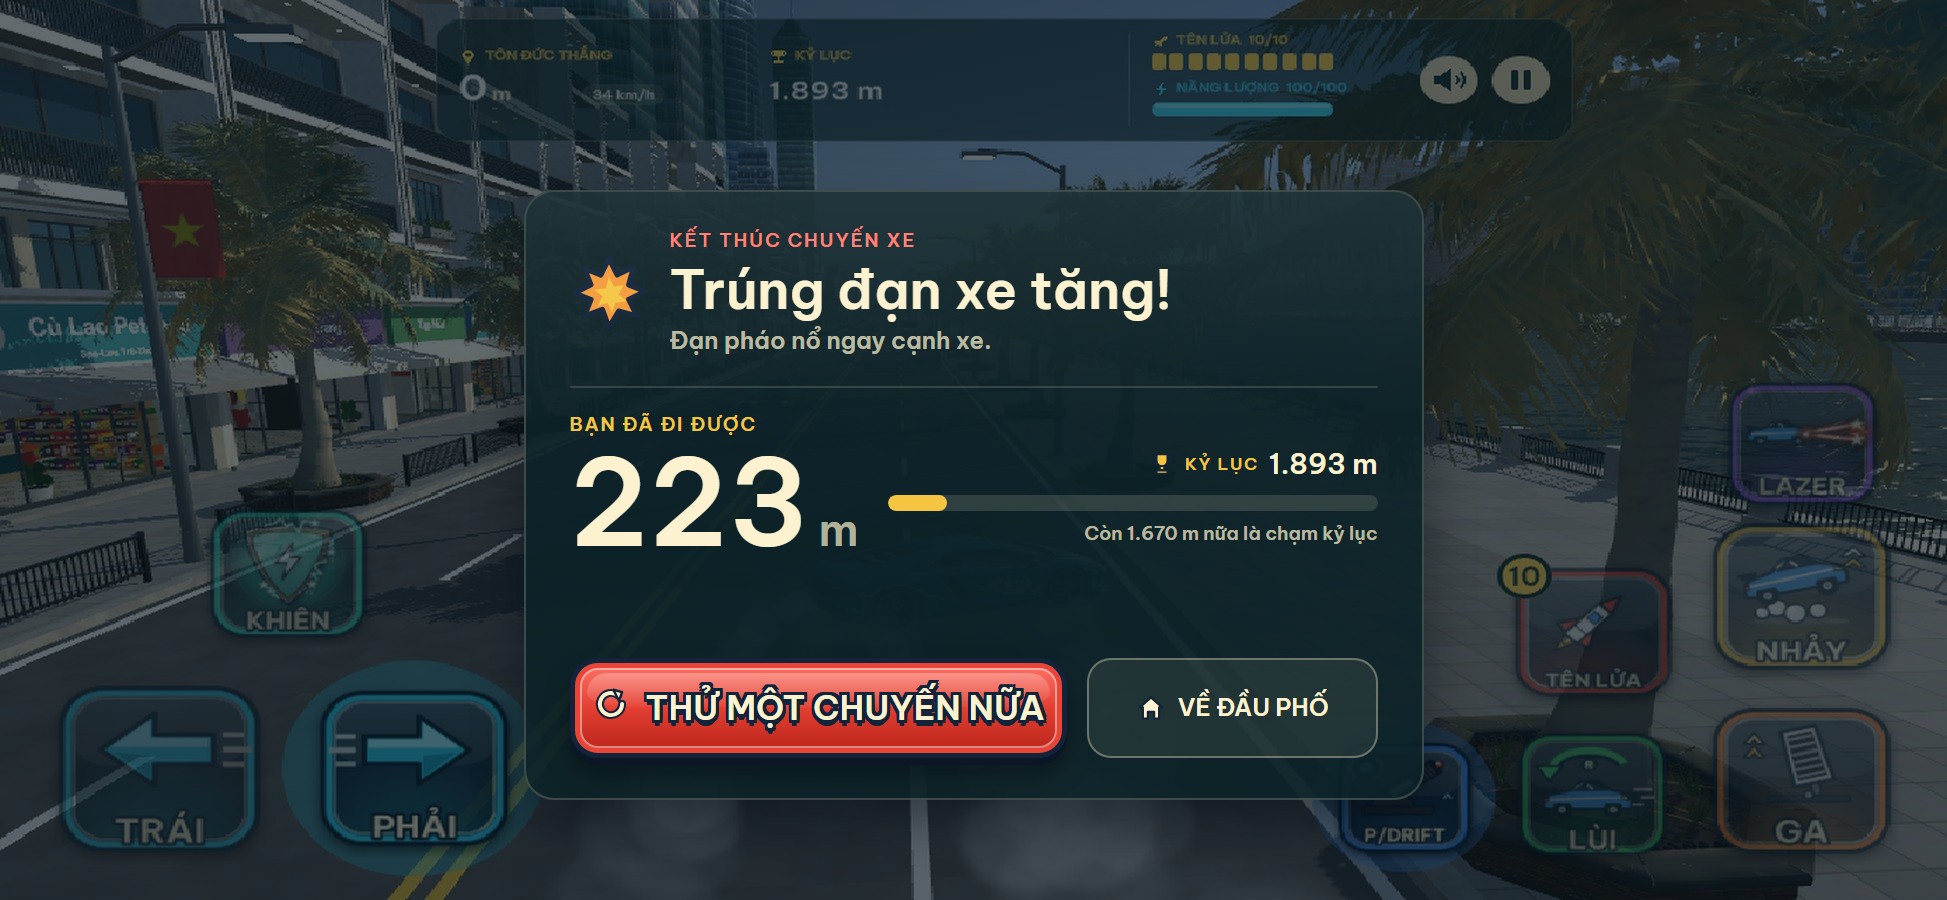 TÔN ĐỨC THẮNG
0 m
34 km/h
KỶ LỤC
1.893 m
TÊN LỬA 10/10
NĂNG LƯỢNG 100/100
Cù Lao Pet
KẾT THÚC CHUYẾN XE
Trúng đạn xe tăng!
Đạn pháo nổ ngay cạnh xe.
BẠN ĐÃ ĐI ĐƯỢC
223 m
KỶ LỤC 1.893 m
Còn 1.670 m nữa là chạm kỷ lục
THỬ MỘT CHUYẾN NỮA
VỀ ĐẦU PHỐ
KHIÊN
TRÁI
PHẢI
LAZER
10
TÊN LỬA
NHẢY
P/DRIFT
R
LÙI
GA